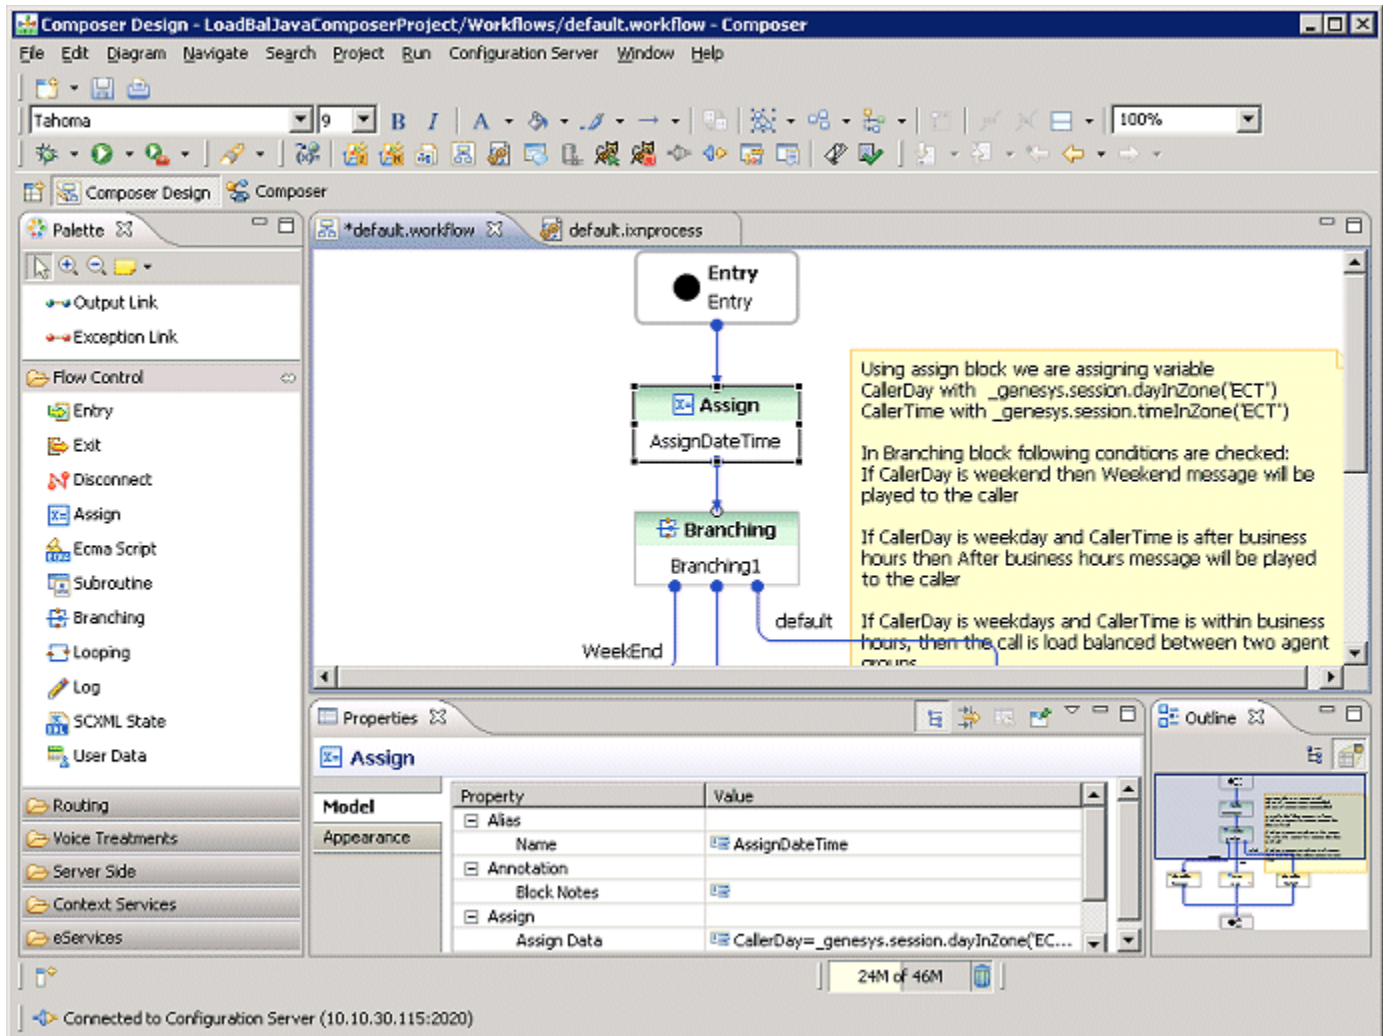 Composer Design - LoadBalJavaComposerProject/Workflows/default.workflow - Composer
File Edit Diagram Navigate Search Project Run Configuration Server Window Help
Tahoma 9 B I A 100%
Composer Design Composer
Palette
Output Link
Exception Link
Flow Control
Entry
Exit
Disconnect
Assign
Ecma Script
Subroutine
Branching
Looping
Log
SCXML State
User Data
Routing
Voice Treatments
Server Side
Context Services
eServices
*default.workflow default.ixnprocess
Entry
Entry
Assign
AssignDateTime
Branching
Branching1
default
WeekEnd
Using assign block we are assigning variable
CallerDay with _genesys.session.dayInZone('ECT')
CallerTime with _genesys.session.timeInZone('ECT')
In Branching block following conditions are checked:
If CallerDay is weekend then Weekend message will be
played to the caller
If CallerDay is weekday and CallerTime is after business
hours then After business hours message will be played
to the caller
If CallerDay is weekdays and CallerTime is within business
hours, then the call is load balanced between two agent
groups
Properties
Assign
Model
Appearance
Property Value
Alias
Name AssignDateTime
Annotation
Block Notes
Assign
Assign Data CallerDay=_genesys.session.dayInZone('EC...
Outline
24M of 46M
Connected to Configuration Server (10.10.30.115:2020)